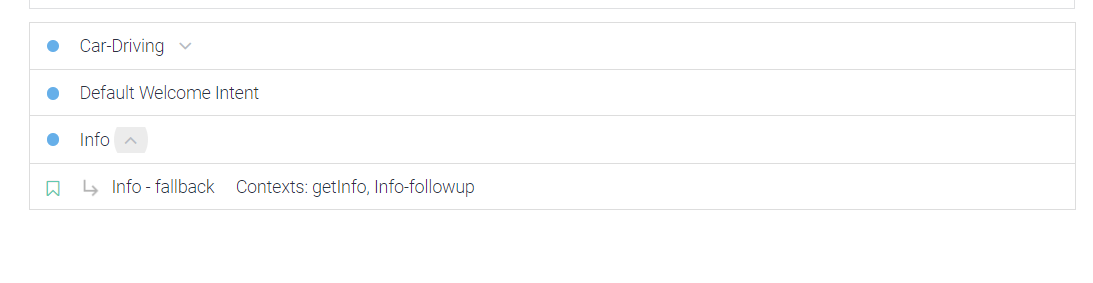 Car-Driving
Default Welcome Intent
Info
Info - fallback Contexts: getInfo, Info-followup